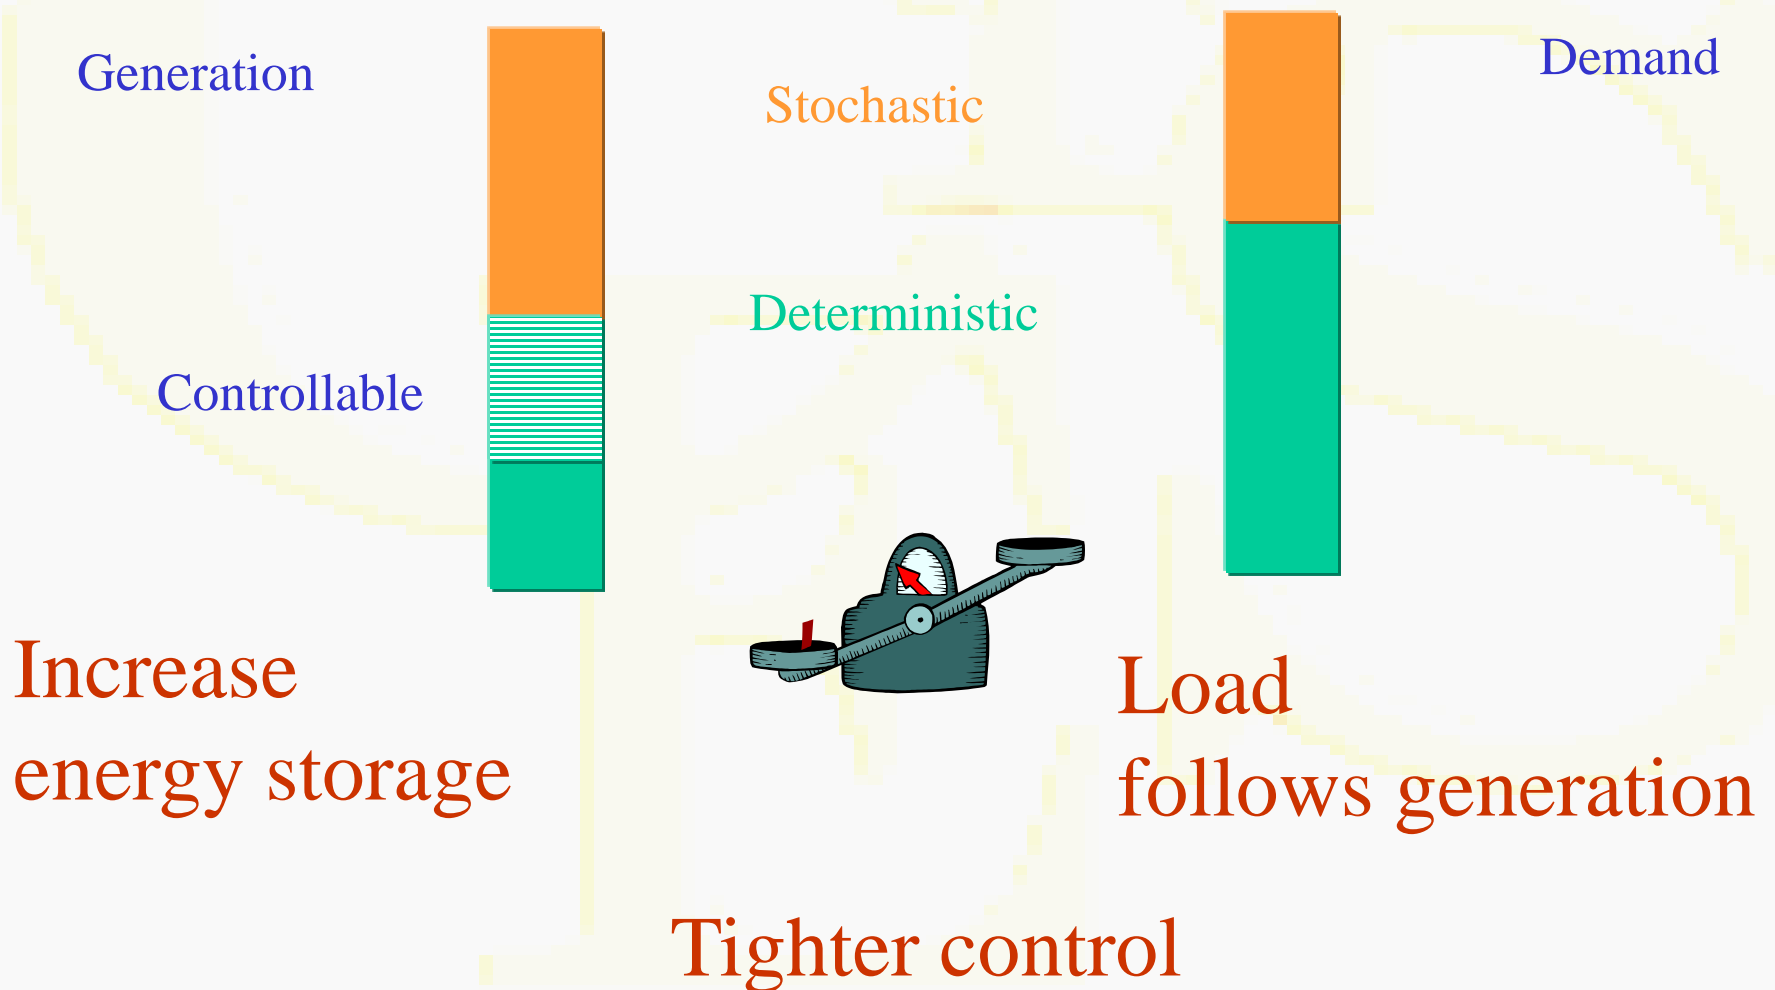 Generation
Stochastic
Demand
Deterministic
Controllable
Increase
energy storage
Load
follows generation
Tighter control